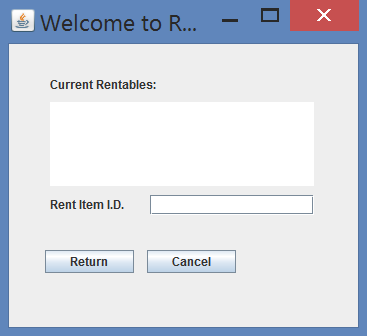 Welcome to R...
Current Rentables:
Rent Item I.D.
Return Cancel